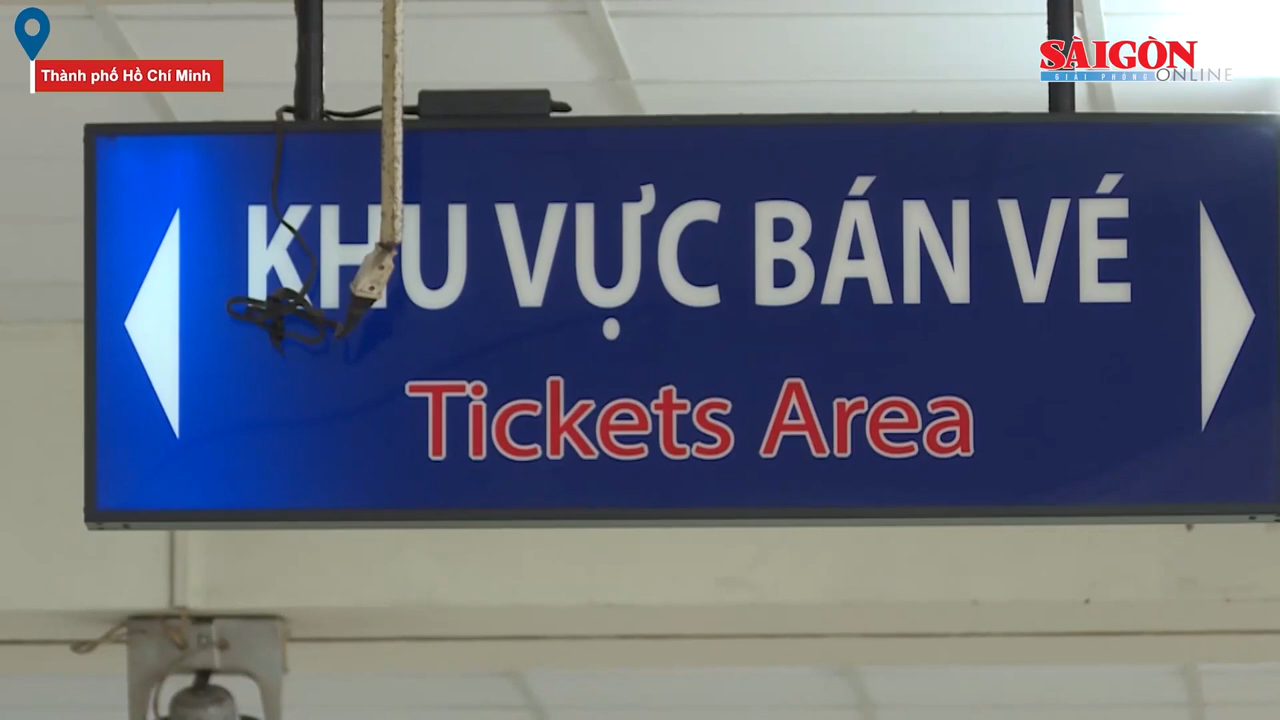 Thành phố Hồ Chí Minh
SÀIGÒN
GIẢI PHÓNG ONLINE
KHU VỰC BÁN VÉ
Tickets Area